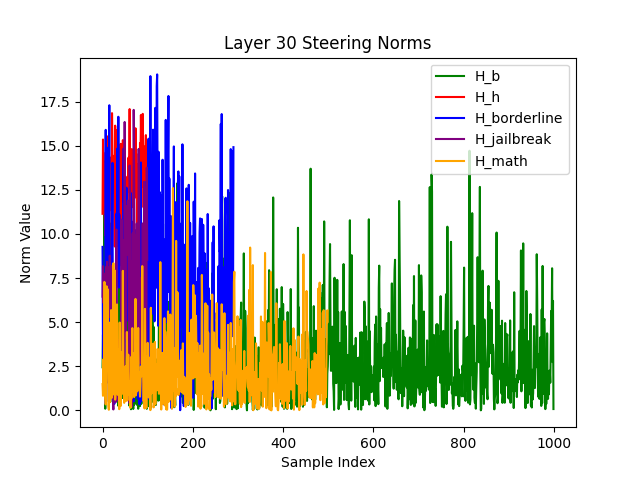 Layer 30 Steering Norms
H_b
H_h
H_borderline
H_jailbreak
H_math
Norm Value
17.5
15.0
12.5
10.0
7.5
5.0
2.5
0.0
0
200
400
600
800
1000
Sample Index